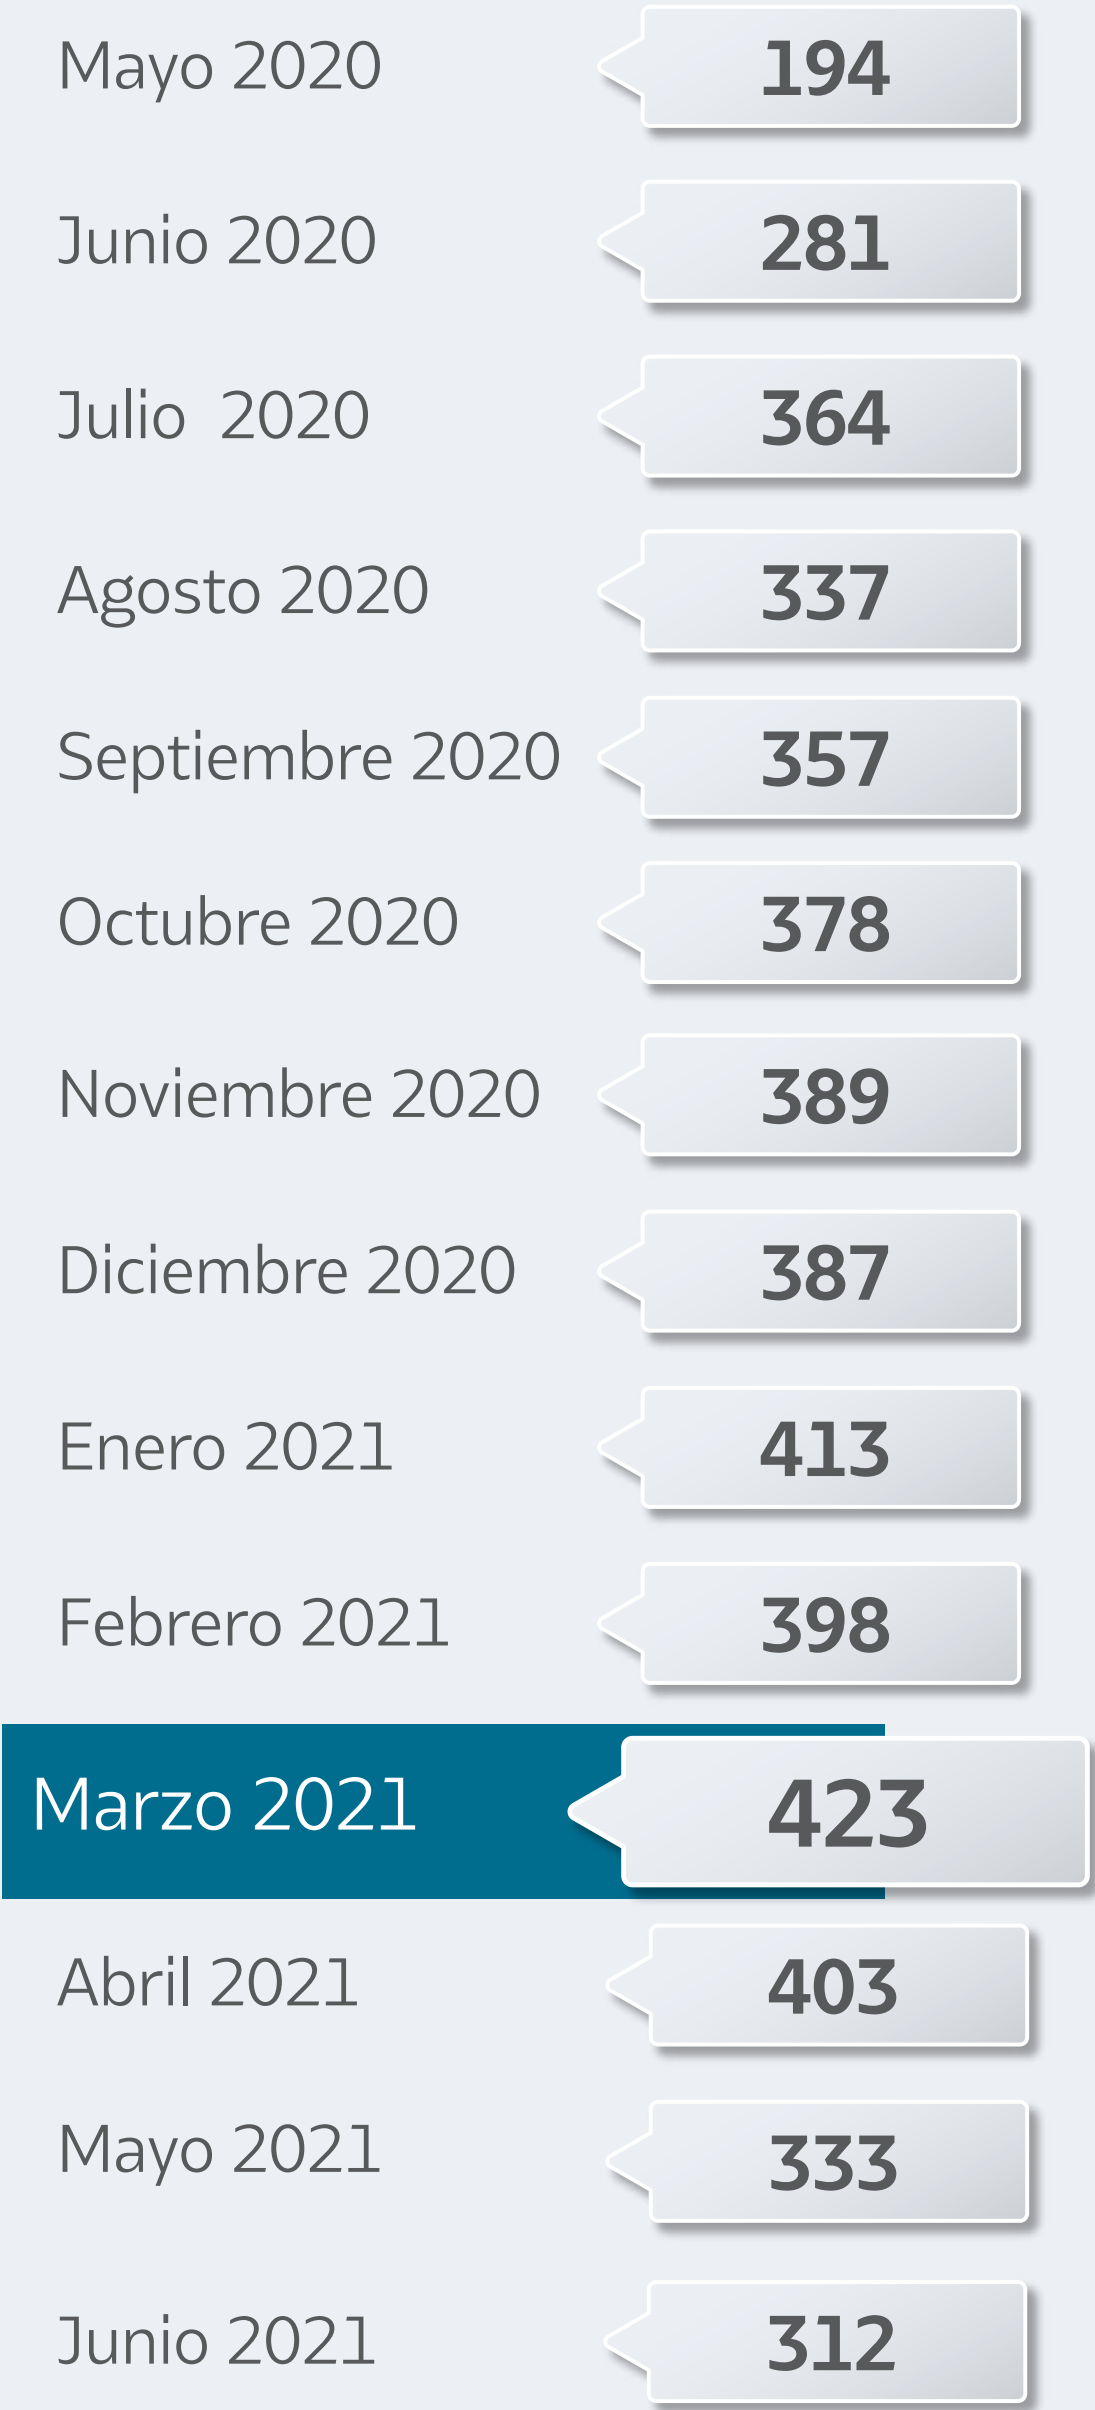 Mayo 2020 194
Junio 2020 281
Julio 2020 364
Agosto 2020 337
Septiembre 2020 357
Octubre 2020 378
Noviembre 2020 389
Diciembre 2020 387
Enero 2021 413
Febrero 2021 398
Marzo 2021 423
Abril 2021 403
Mayo 2021 333
Junio 2021 312